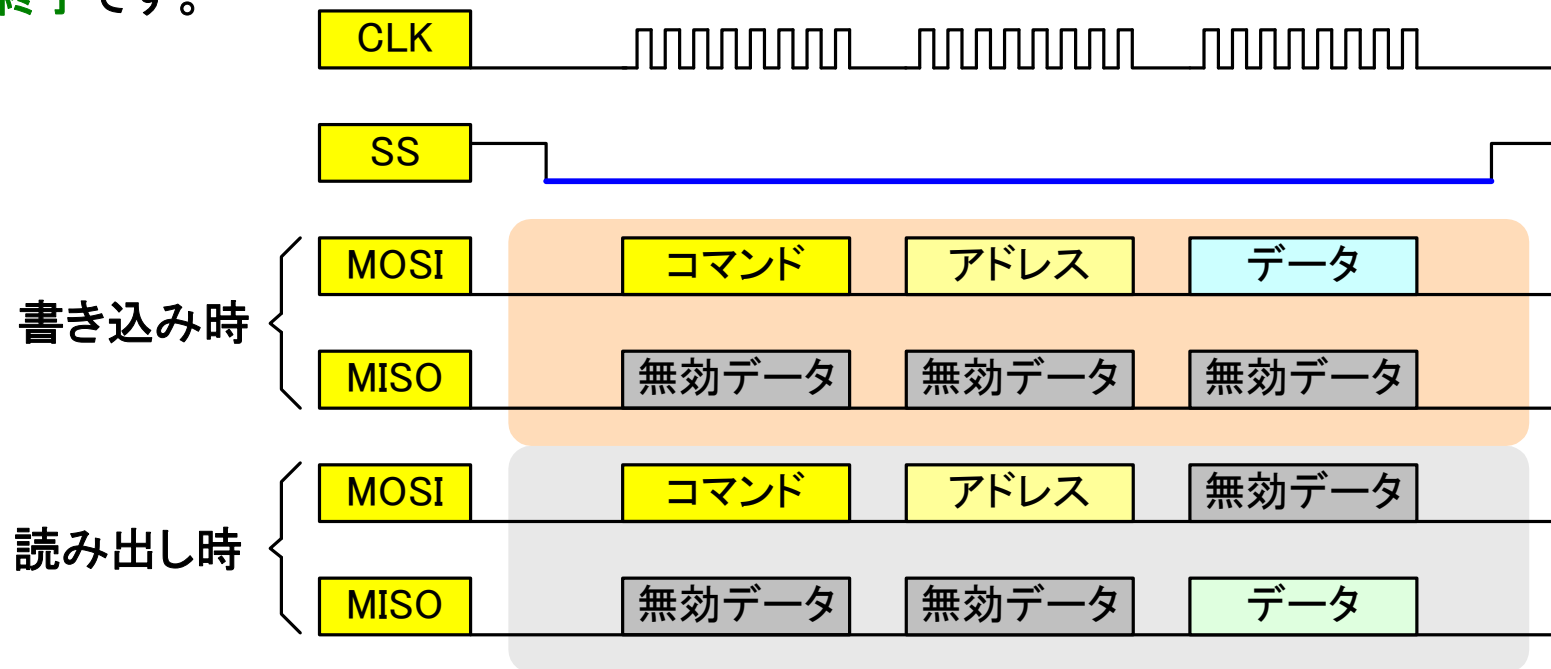 終了です。
CLK
SS
書き込み時
MOSI コマンド アドレス データ
MISO 無効データ 無効データ 無効データ
読み出し時
MOSI コマンド アドレス 無効データ
MISO 無効データ 無効データ データ